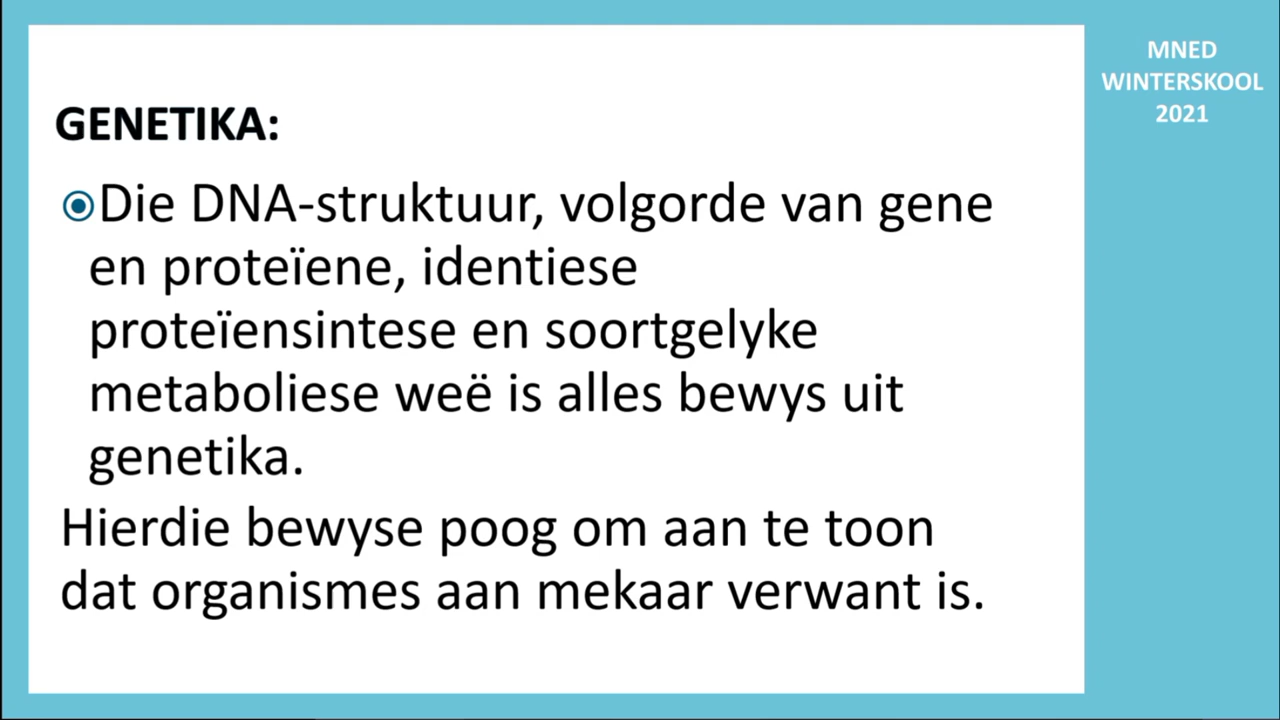 GENETIKA:
Die DNA-struktuur, volgorde van gene
en proteïene, identiese
proteïensintese en soortgelyke
metaboliese weë is alles bewys uit
genetika.
Hierdie bewyse poog om aan te toon
dat organismes aan mekaar verwant is.
MNED
WINTERSKOOL
2021